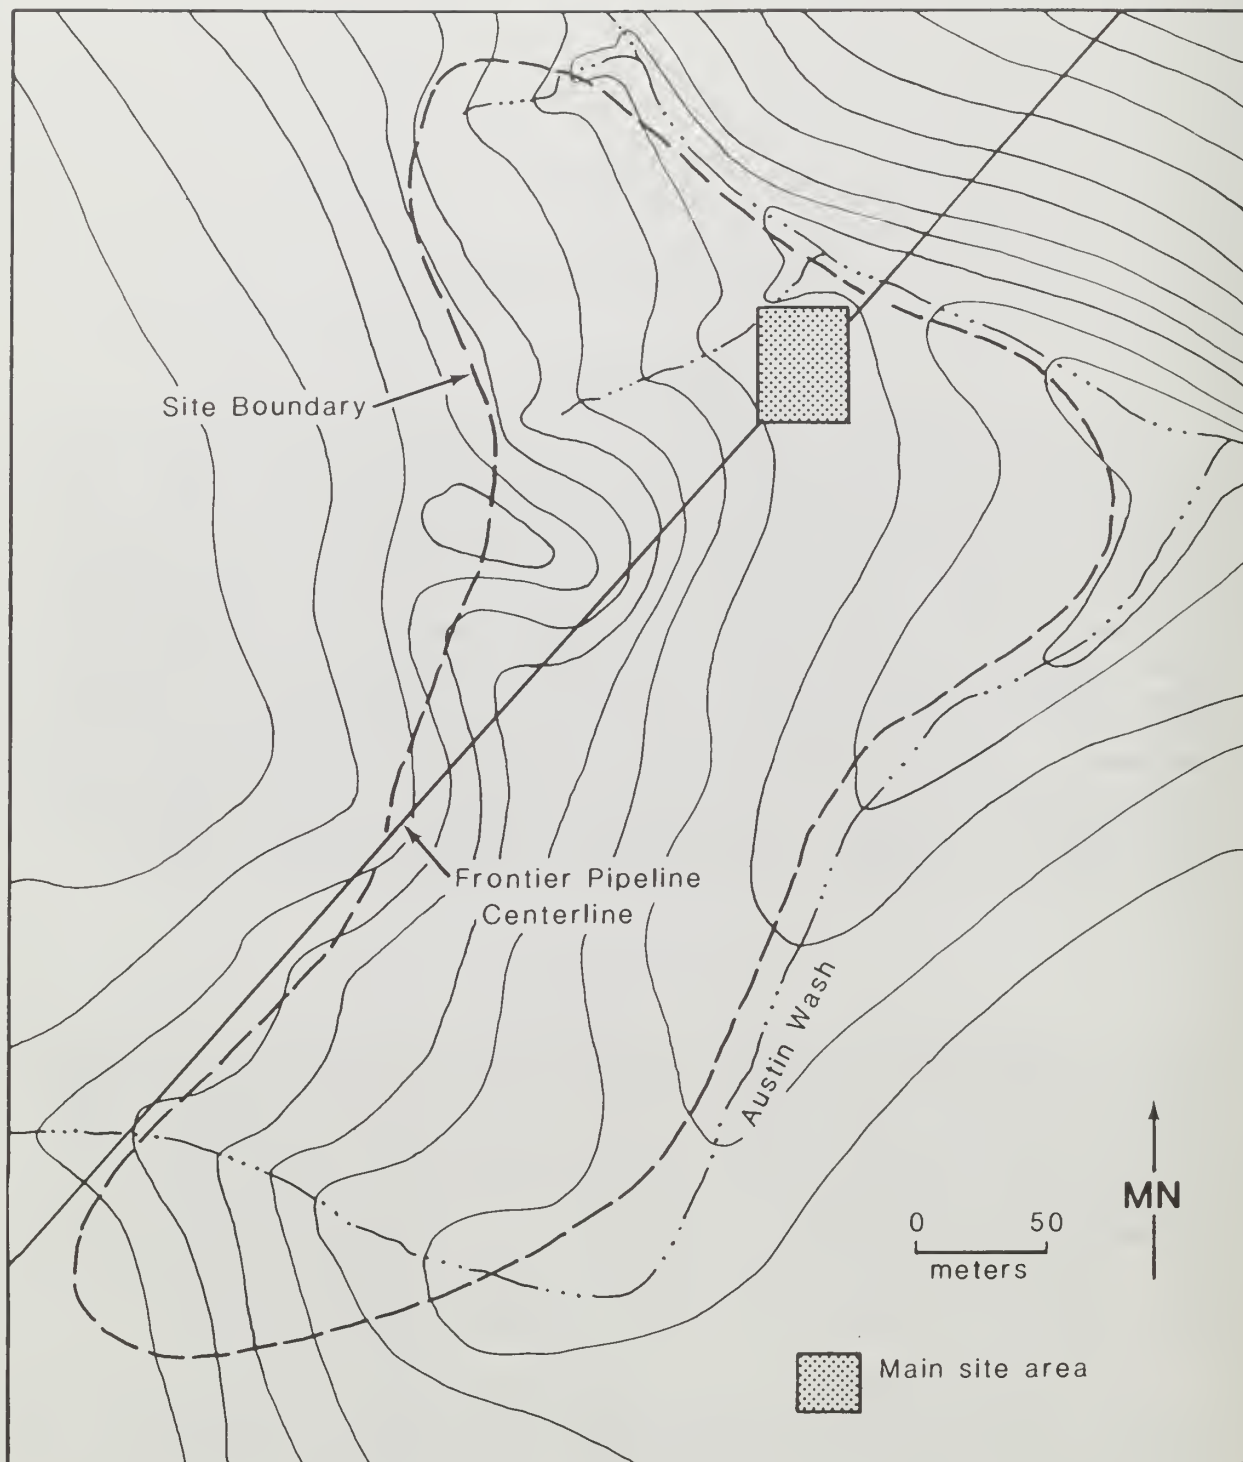 Site Boundary
Frontier Pipeline
Centerline
Austin Wash
MN
0 50
meters
Main site area